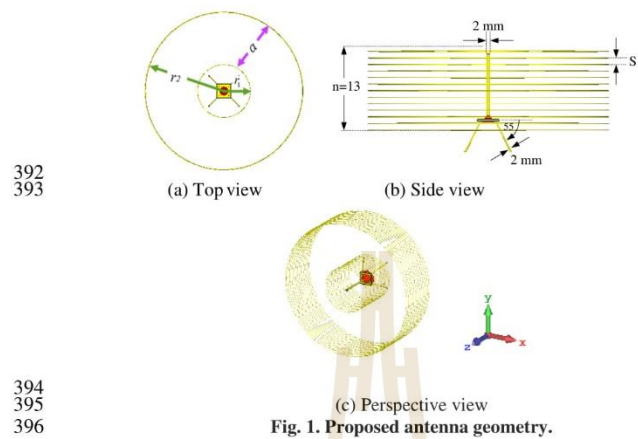 2 mm
a
r2
r1
n=13
S
55
2 mm
392
393 (a) Top view (b) Side view
y
z x
394
395 (c) Perspective view
396 Fig. 1. Proposed antenna geometry.